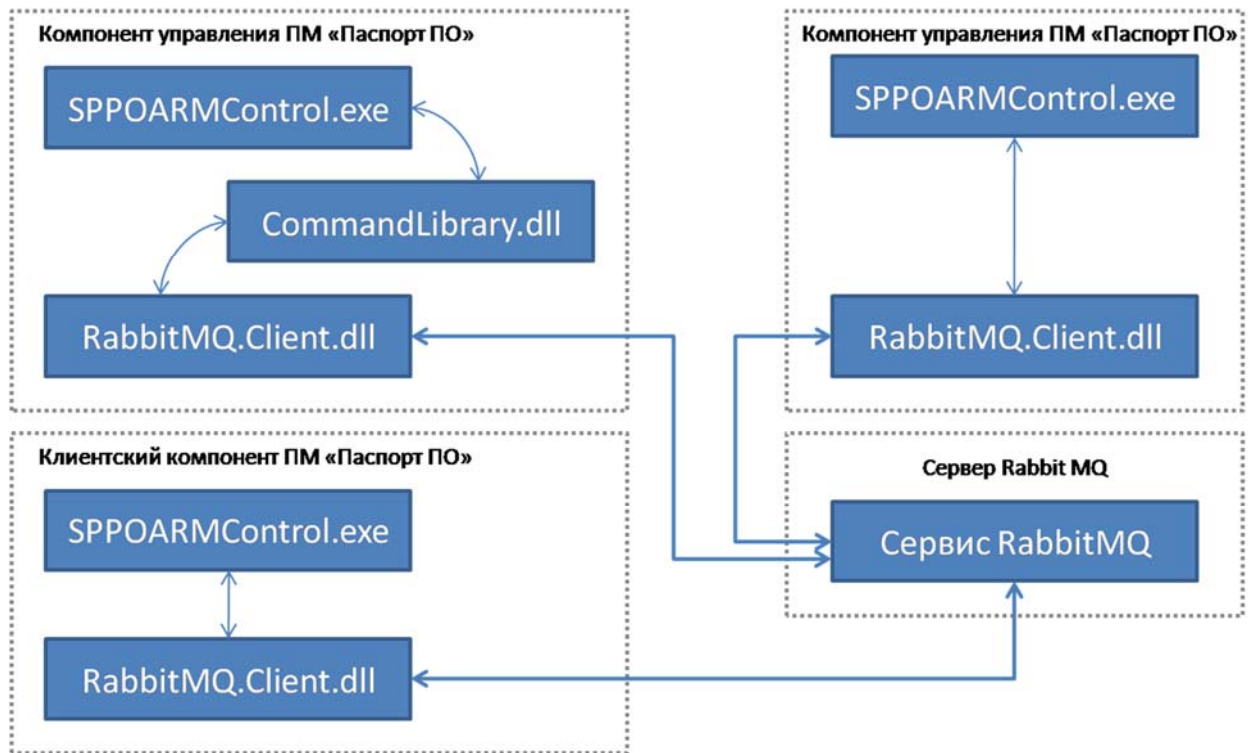 Компонент управления ПМ «Паспорт ПО»
SPPOARMControl.exe
CommandLibrary.dll
RabbitMQ.Client.dll
Компонент управления ПМ «Паспорт ПО»
SPPOARMControl.exe
RabbitMQ.Client.dll
Клиентский компонент ПМ «Паспорт ПО»
SPPOARMControl.exe
RabbitMQ.Client.dll
Сервер Rabbit MQ
Сервис RabbitMQ